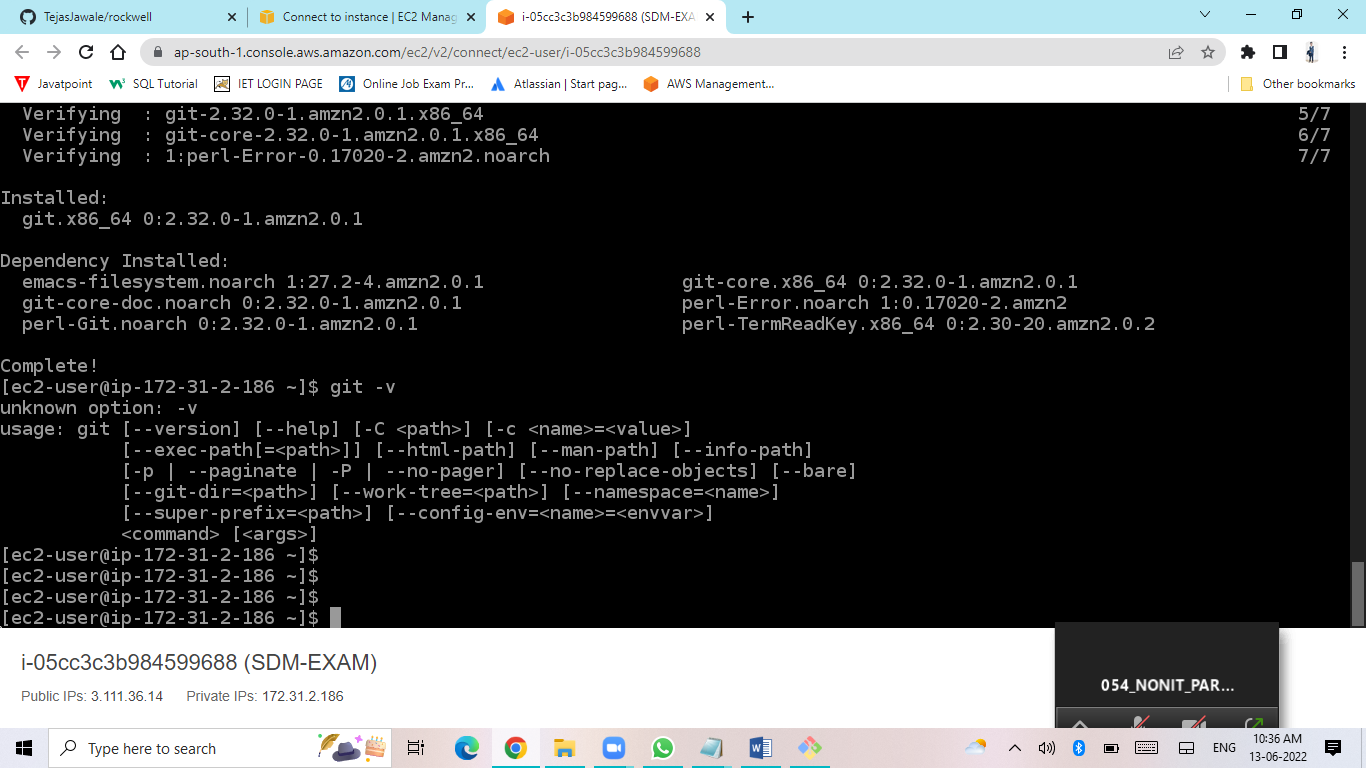 TejasJawale/rockwell
Connect to instance | EC2 Manag
i-05cc3c3b984599688 (SDM-EXA
ap-south-1.console.aws.amazon.com/ec2/v2/connect/ec2-user/i-05cc3c3b984599688
Javatpoint
SQL Tutorial
IET LOGIN PAGE
Online Job Exam Pr...
Atlassian | Start pag...
AWS Management...
Other bookmarks
Verifying : git-2.32.0-1.amzn2.0.1.x86_64 5/7
Verifying : git-core-2.32.0-1.amzn2.0.1.x86_64 6/7
Verifying : 1:perl-Error-0.17020-2.amzn2.noarch 7/7
Installed:
git.x86_64 0:2.32.0-1.amzn2.0.1
Dependency Installed:
emacs-filesystem.noarch 1:27.2-4.amzn2.0.1 git-core.x86_64 0:2.32.0-1.amzn2.0.1
git-core-doc.noarch 0:2.32.0-1.amzn2.0.1 perl-Error.noarch 1:0.17020-2.amzn2
perl-Git.noarch 0:2.32.0-1.amzn2.0.1 perl-TermReadKey.x86_64 0:2.30-20.amzn2.0.2
Complete!
[ec2-user@ip-172-31-2-186 ~]$ git -v
unknown option: -v
usage: git [--version] [--help] [-C <path>] [-c <name>=<value>]
[--exec-path[=<path>]] [--html-path] [--man-path] [--info-path]
[-p | --paginate | -P | --no-pager] [--no-replace-objects] [--bare]
[--git-dir=<path>] [--work-tree=<path>] [--namespace=<name>]
[--super-prefix=<path>] [--config-env=<name>=<envvar>]
<command> [<args>]
[ec2-user@ip-172-31-2-186 ~]$
[ec2-user@ip-172-31-2-186 ~]$
[ec2-user@ip-172-31-2-186 ~]$
[ec2-user@ip-172-31-2-186 ~]$
i-05cc3c3b984599688 (SDM-EXAM)
Public IPs: 3.111.36.14 Private IPs: 172.31.2.186
054_NONIT_PAR...
Type here to search
ENG
10:36 AM
13-06-2022